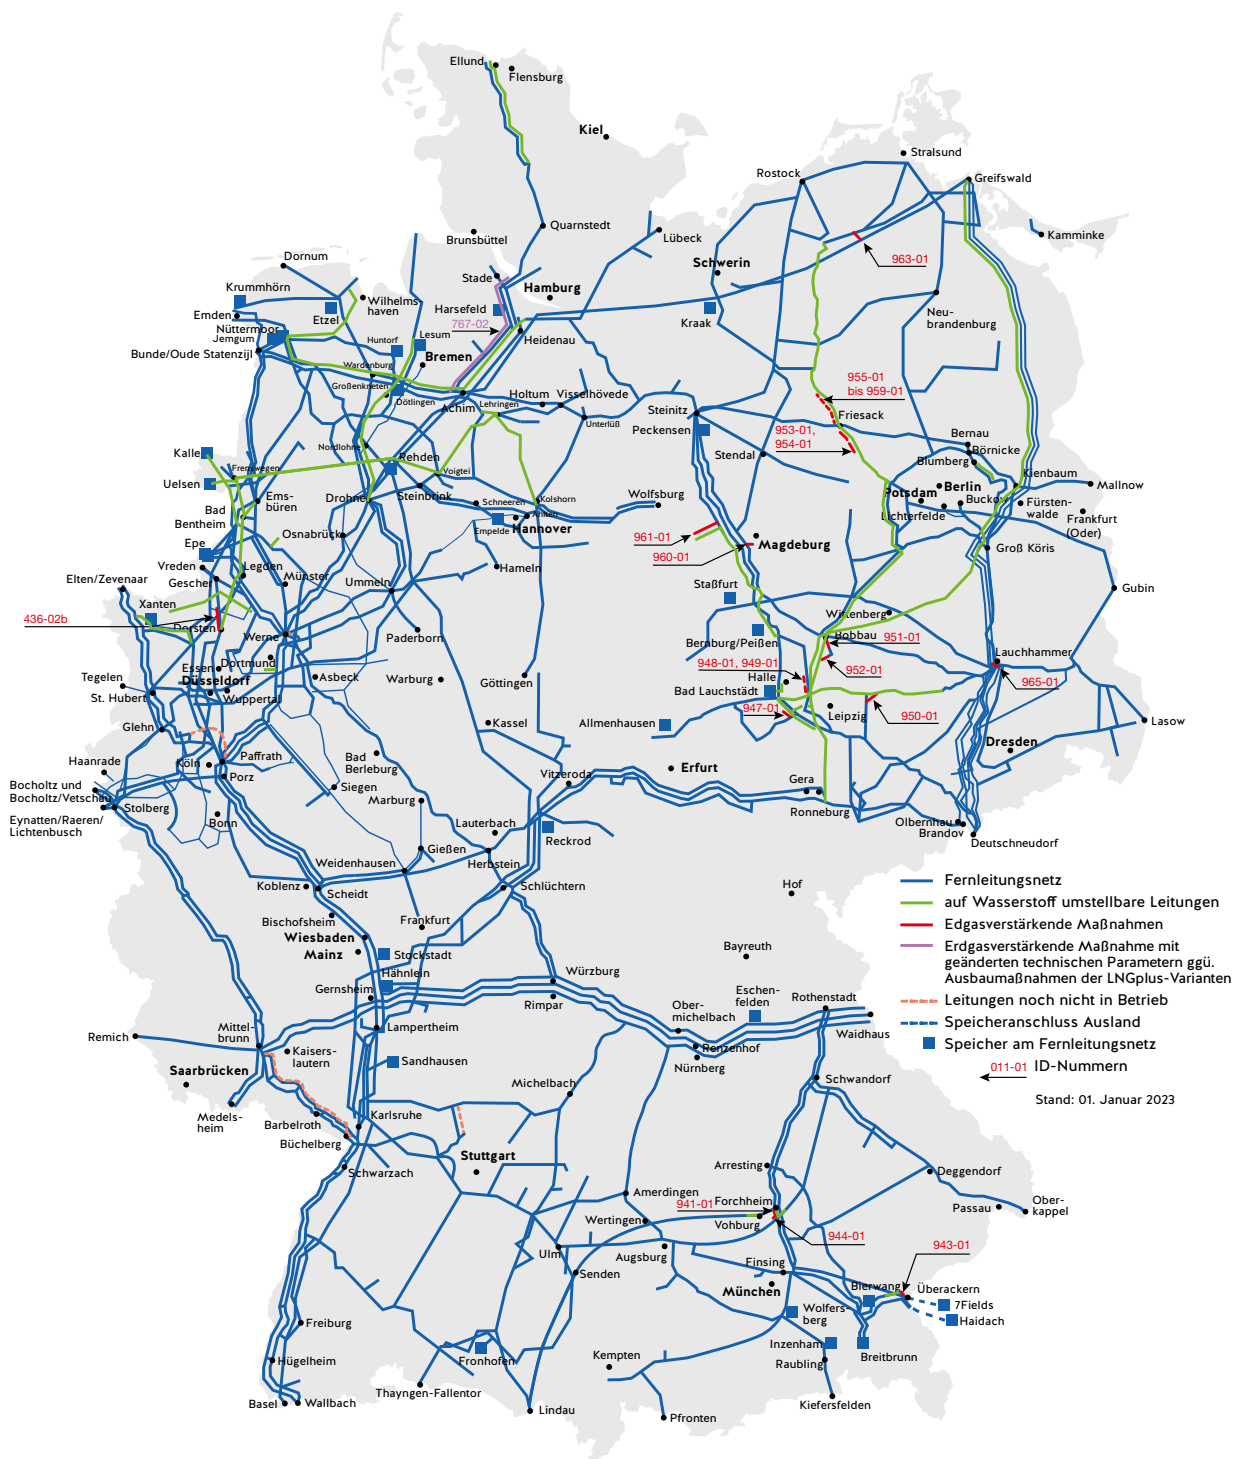 Ellund
Flensburg
Kiel
Stralsund
Rostock
Greifswald
Quarnstedt
Brunsbüttel
Lübeck
Kamminke
Dornum
Schwerin
963-01
Stade
Hamburg
Krummhörn
Wilhelms-
haven
Harsefeld
Emden
Etzel
Kraak
Neu-
brandenburg
767-02
Nüttermoor
Jemgum
Huntorf
Lesum
Heidenau
Bunde/Oude Statenzijl
Bremen
Wardenburg
955-01
bis 959-01
Großenkneten
Dötlingen
Achim
Lehringen
Holtum
Visselhövede
Unterlüß
Steinitz
Peckensen
Friesack
953-01,
954-01
Bernau
Börnicke
Blumberg
Nordlohne
Kalle
Frenswegen
Rehden
Voigtei
Stendal
Kienbaum
Mallnow
Uelsen
Drohne
Steinbrink
Schneeren
Kolshorn
Wolfsburg
Potsdam
Berlin
Buckow
Fürsten-
walde
Ems-
büren
Bad
Bentheim
Empelde
Ahlten
Hannover
Lichterfelde
Frankfurt
(Oder)
Osnabrück
961-01
960-01
Magdeburg
Groß Köris
Epe
Vreden
Legden
Gescher
Münster
Ummeln
Hameln
Elten/Zevenaar
Staßfurt
Gubin
Xanten
436-02b
Dorsten
Werne
Paderborn
Wittenberg
Bernburg/Peißen
Bobbau
951-01
Essen
Dortmund
948-01, 949-01
952-01
Lauchhammer
Tegelen
Düsseldorf
Asbeck
Warburg
Göttingen
Halle
Bad Lauchstädt
965-01
St. Hubert
Wuppertal
947-01
Leipzig
950-01
Glehn
Kassel
Allmenhausen
Lasow
Paffrath
Bad
Berleburg
Dresden
Haanrade
Köln
Porz
Vitzeroda
Erfurt
Bocholtz und
Bocholtz/Vetschau
Siegen
Marburg
Gera
Stolberg
Eynatten/Raeren/
Lichtenbusch
Bonn
Lauterbach
Ronneburg
Olbernhau
Brandov
Reckrod
Deutschneudorf
Gießen
Weidenhausen
Herbstein
Koblenz
Scheidt
Schlüchtern
Hof
Fernleitungsnetz
auf Wasserstoff umstellbare Leitungen
Bischofsheim
Frankfurt
Edgasverstärkende Maßnahmen
Wiesbaden
Mainz
Stockstadt
Bayreuth
Erdgasverstärkende Maßnahme mit
geänderten technischen Parametern ggü.
Ausbaumaßnahmen der LNGplus-Varianten
Hähnlein
Gernsheim
Würzburg
Rimpar
Eschen-
felden
Rothenstadt
Leitungen noch nicht in Betrieb
Ober-
michelbach
Speicheranschluss Ausland
Remich
Mittel-
brunn
Lampertheim
Waidhaus
Speicher am Fernleitungsnetz
Kaisers-
lautern
Sandhausen
Renzenhof
Nürnberg
011-01
ID-Nummern
Saarbrücken
Michelbach
Schwandorf
Stand: 01. Januar 2023
Medels-
heim
Barbelroth
Karlsruhe
Büchelberg
Stuttgart
Schwarzach
Arresting
Deggendorf
Amerdingen
941-01
Forchheim
Passau
Ober-
kappel
Wertingen
Vohburg
944-01
Ulm
Augsburg
Finsing
943-01
Senden
München
Bierwang
Überackern
7Fields
Haidach
Wolfers-
berg
Freiburg
Inzenham
Raubling
Breitbrunn
Hügelheim
Fronhofen
Kempten
Thayngen-Fallentor
Basel
Wallbach
Lindau
Pfronten
Kiefersfelden